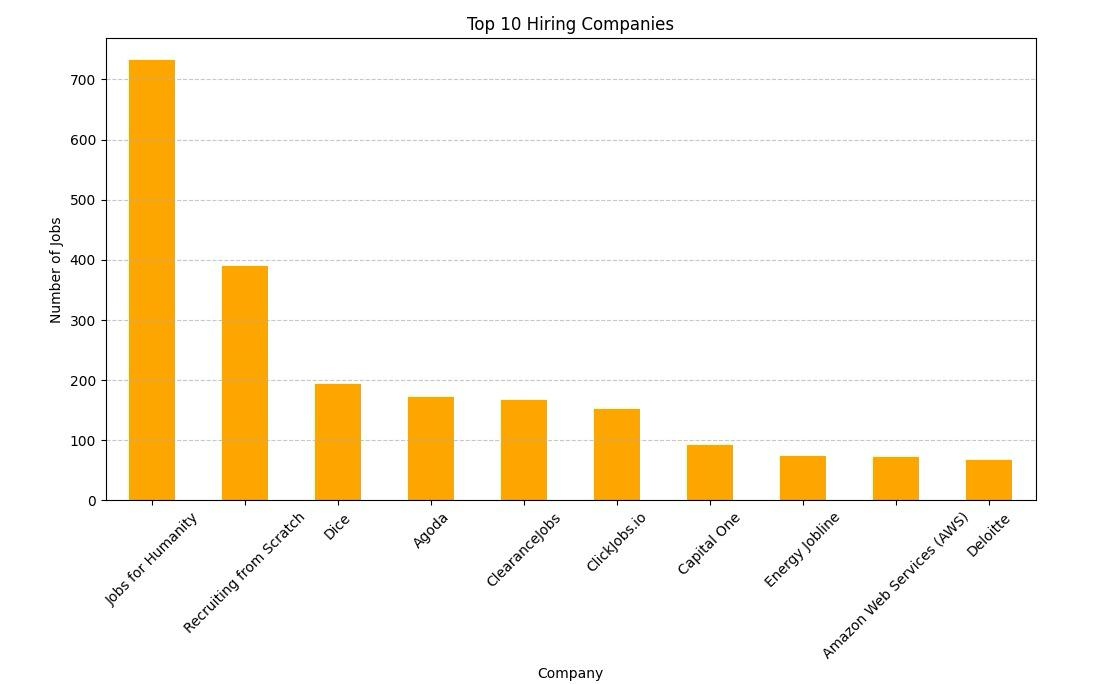 Top 10 Hiring Companies
Number of Jobs
700
600
500
400
300
200
100
0
Jobs for Humanity
Recruiting from Scratch
Dice
Agoda
ClearanceJobs
ClickJobs.io
Capital One
Energy Jobline
Amazon Web Services (AWS)
Deloitte
Company